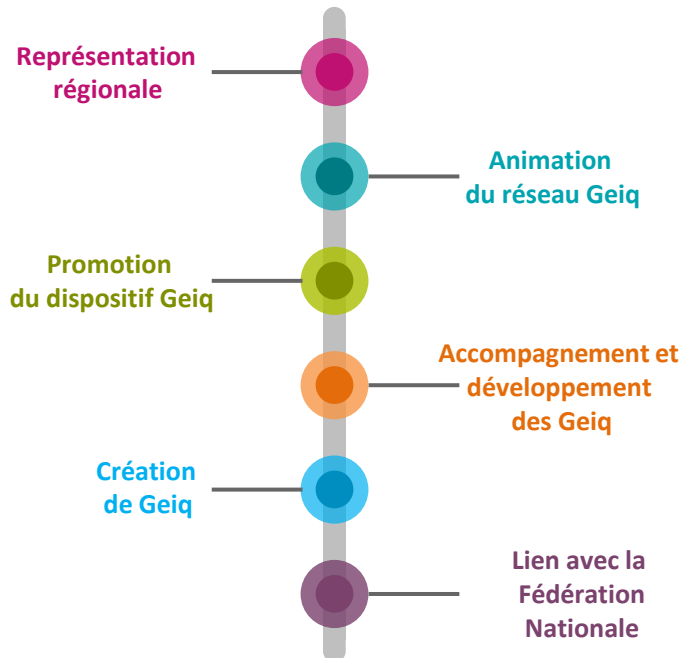 Représentation
régionale
Animation
du réseau Geiq
Promotion
du dispositif Geiq
Accompagnement et
développement
des Geiq
Création
de Geiq
Lien avec la
Fédération
Nationale